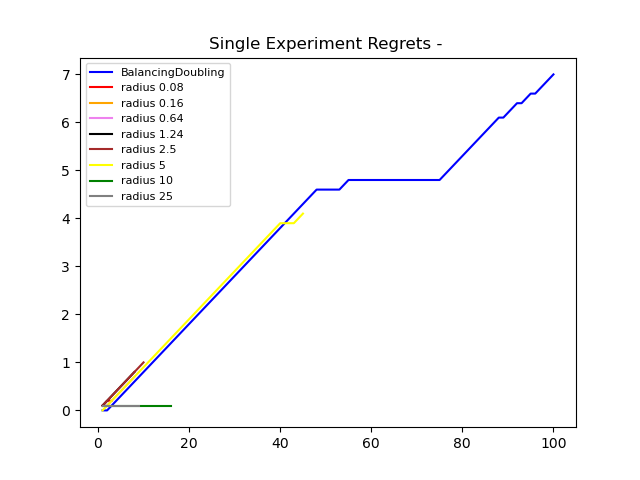 Single Experiment Regrets -
BalancingDoubling
radius 0.08
radius 0.16
radius 0.64
radius 1.24
radius 2.5
radius 5
radius 10
radius 25
7
6
5
4
3
2
1
0
0 20 40 60 80 100